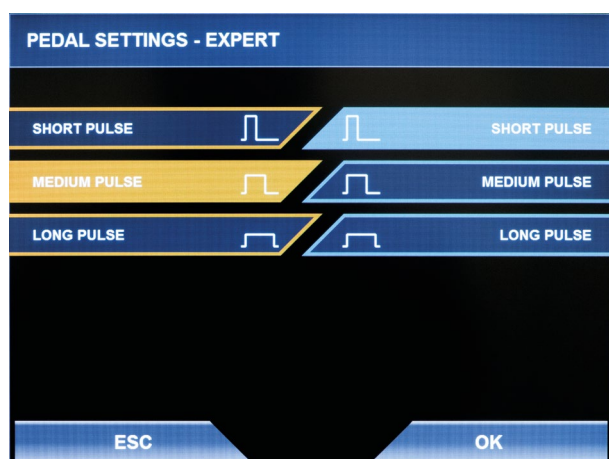 PEDAL SETTINGS - EXPERT
SHORT PULSE
SHORT PULSE
MEDIUM PULSE
MEDIUM PULSE
LONG PULSE
LONG PULSE
ESC
OK